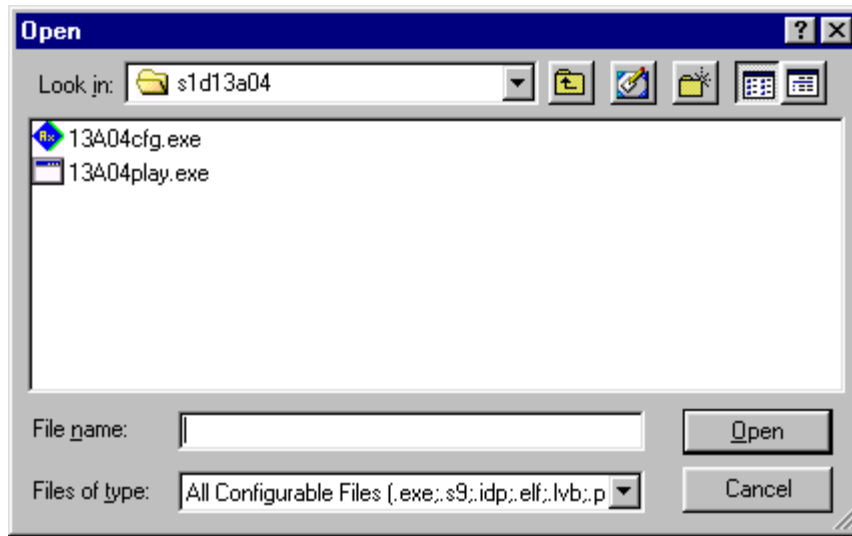 Open
Look in: s1d13a04
13A04cfg.exe
13A04play.exe
File name:
Open
Files of type: All Configurable Files (.exe;.s9;.idp;.elf;.lvb;.p
Cancel